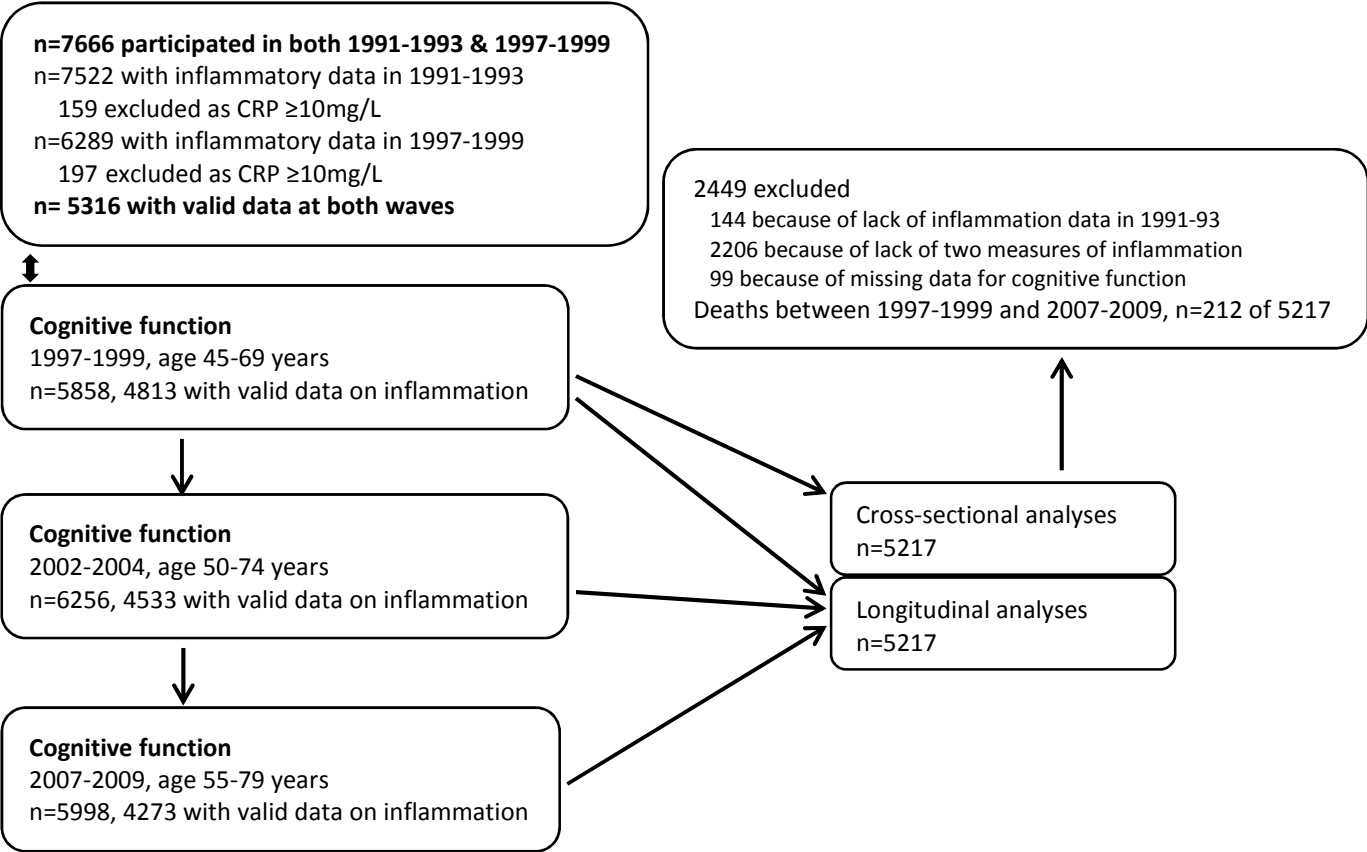 n=7666 participated in both 1991-1993 & 1997-1999
n=7522 with inflammatory data in 1991-1993
159 excluded as CRP ≥10mg/L
n=6289 with inflammatory data in 1997-1999
197 excluded as CRP ≥10mg/L
n= 5316 with valid data at both waves
2449 excluded
144 because of lack of inflammation data in 1991-93
2206 because of lack of two measures of inflammation
99 because of missing data for cognitive function
Deaths between 1997-1999 and 2007-2009, n=212 of 5217
Cognitive function
1997-1999, age 45-69 years
n=5858, 4813 with valid data on inflammation
Cognitive function
2002-2004, age 50-74 years
n=6256, 4533 with valid data on inflammation
Cross-sectional analyses
n=5217
Longitudinal analyses
n=5217
Cognitive function
2007-2009, age 55-79 years
n=5998, 4273 with valid data on inflammation